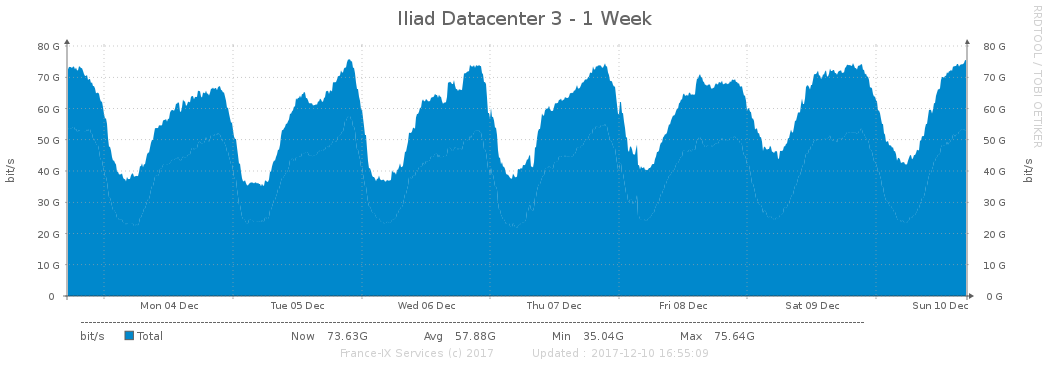 Iliad Datacenter 3 - 1 Week
RRDTOOL / TOBI OETIKER
80 G 80 G
70 G 70 G
60 G 60 G
50 G 50 G
40 G 40 G
30 G 30 G
20 G 20 G
10 G 10 G
0 0 G
bit/s bit/s
Mon 04 Dec Tue 05 Dec Wed 06 Dec Thu 07 Dec Fri 08 Dec Sat 09 Dec Sun 10 Dec
bit/s Total Now 73.63G Avg 57.88G Min 35.04G Max 75.64G
France-IX Services (c) 2017 Updated : 2017-12-10 16:55:09